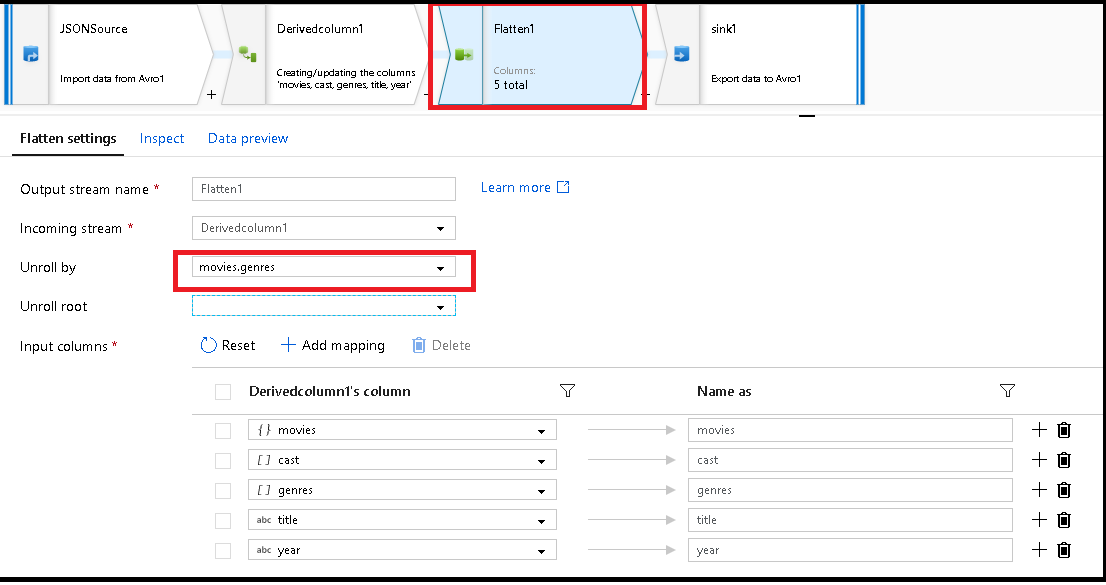 JSONSource
Import data from Avro1
+
Derivedcolumn1
Creating/updating the columns
'movies, cast, genres, title, year'
Flatten1
Columns:
5 total
sink1
Export data to Avro1
Flatten settings
Inspect
Data preview
Output stream name *
Flatten1
Learn more
Incoming stream *
Derivedcolumn1
Unroll by
movies.genres
Unroll root
Input columns *
Reset
+ Add mapping
Delete
Derivedcolumn1's column
Name as
{ } movies
movies
[ ] cast
cast
[ ] genres
genres
abc title
title
abc year
year